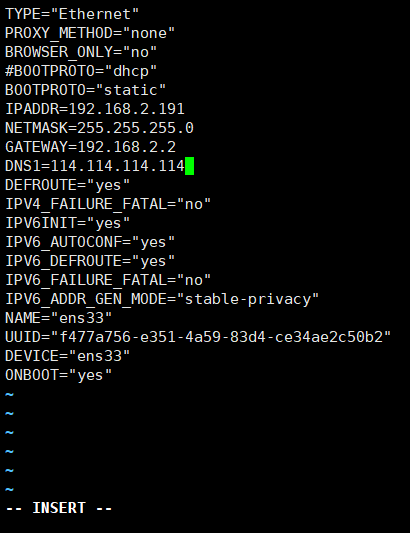 TYPE="Ethernet"
PROXY_METHOD="none"
BROWSER_ONLY="no"
#BOOTPROTO="dhcp"
BOOTPROTO="static"
IPADDR=192.168.2.191
NETMASK=255.255.255.0
GATEWAY=192.168.2.2
DNS1=114.114.114.114
DEFROUTE="yes"
IPV4_FAILURE_FATAL="no"
IPV6INIT="yes"
IPV6_AUTOCONF="yes"
IPV6_DEFROUTE="yes"
IPV6_FAILURE_FATAL="no"
IPV6_ADDR_GEN_MODE="stable-privacy"
NAME="ens33"
UUID="f477a756-e351-4a59-83d4-ce34ae2c50b2"
DEVICE="ens33"
ONBOOT="yes"
~
~
~
~
~
~
-- INSERT --